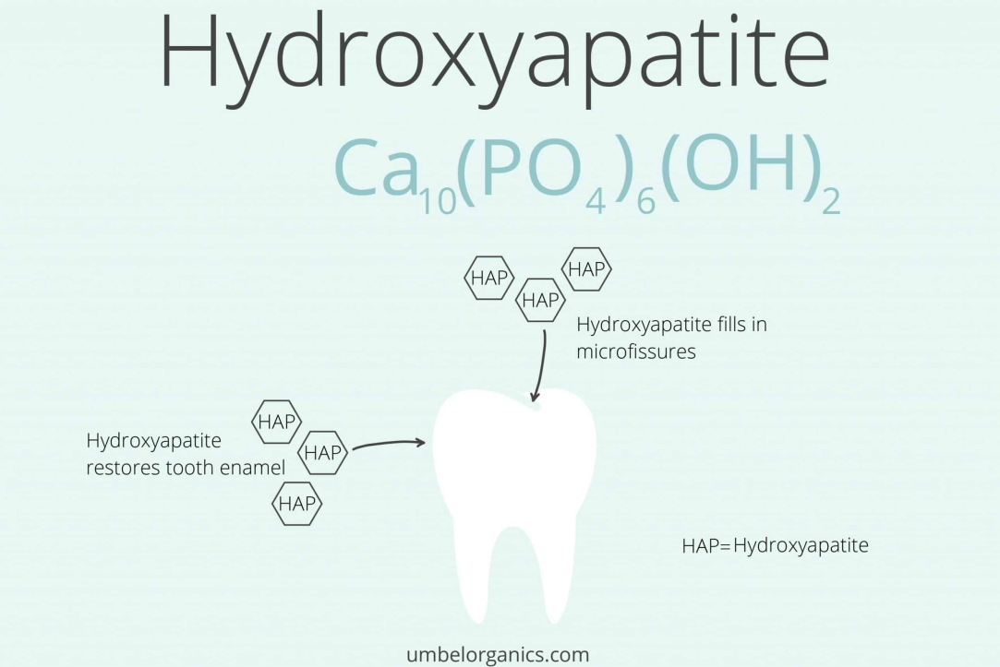 Hydroxyapatite
Ca₁₀(PO₄)₆(OH)₂
HAP
HAP
HAP
Hydroxyapatite fills in
microfissures
HAP
HAP
HAP
Hydroxyapatite
restores tooth enamel
HAP=Hydroxyapatite
umbelorganics.com